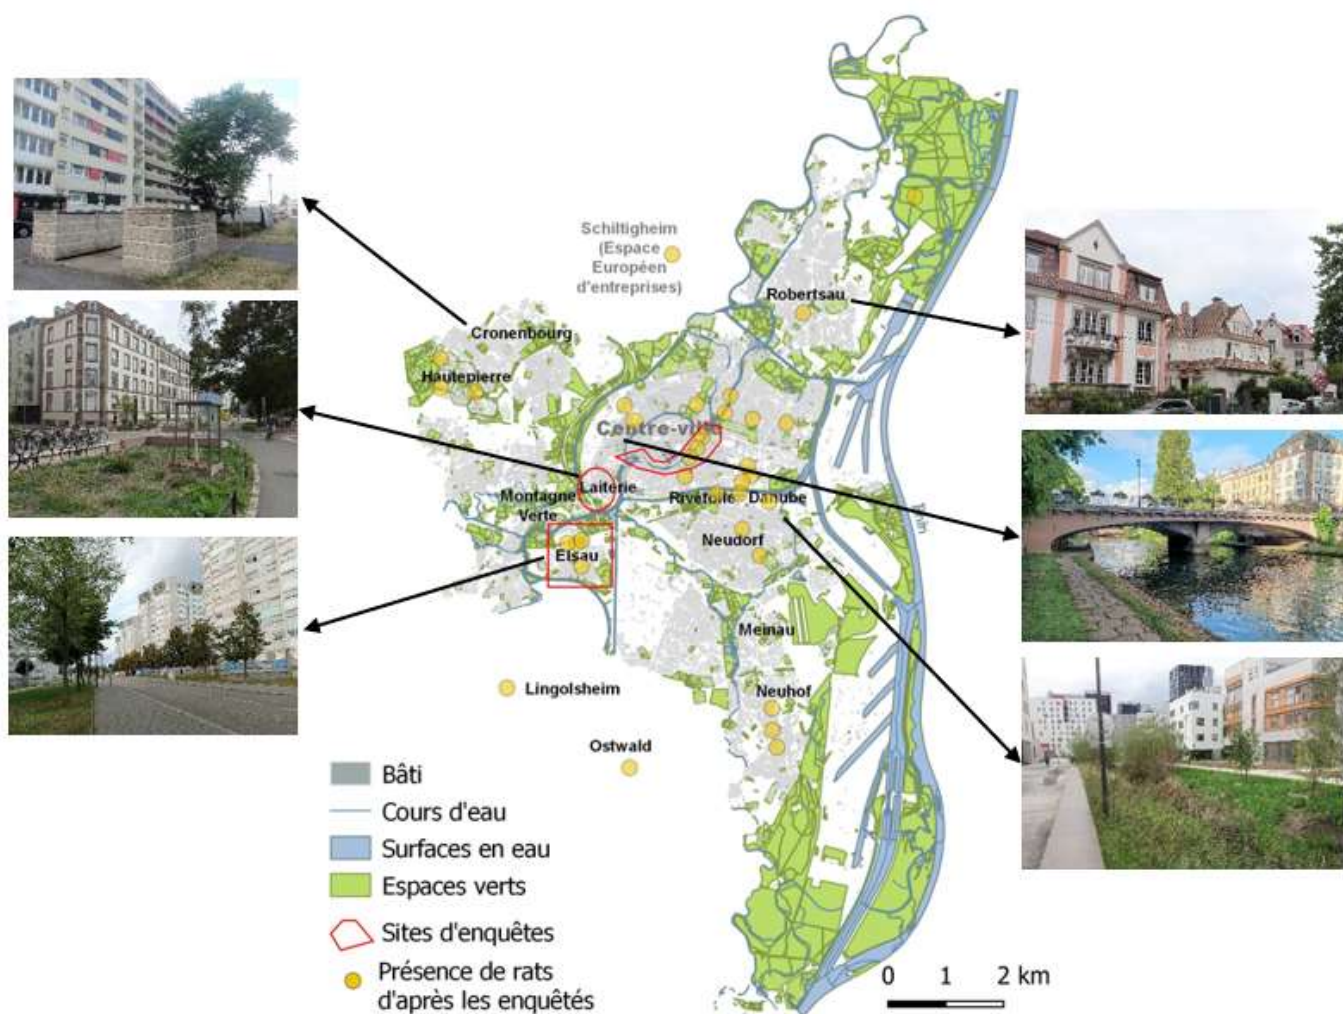 Schiltigheim
(Espace
Européen
d'entreprises)
Robertsau
Cronenbourg
Hautepierre
Centre-ville
Laiterie
Montagne
Verte
Rivétoile
Danube
Rhin
Neudorf
Elsau
Meinau
Neuhof
Lingolsheim
Ostwald
Bâti
Cours d'eau
Surfaces en eau
Espaces verts
Sites d'enquêtes
Présence de rats
d'après les enquêtés
0 1 2 km